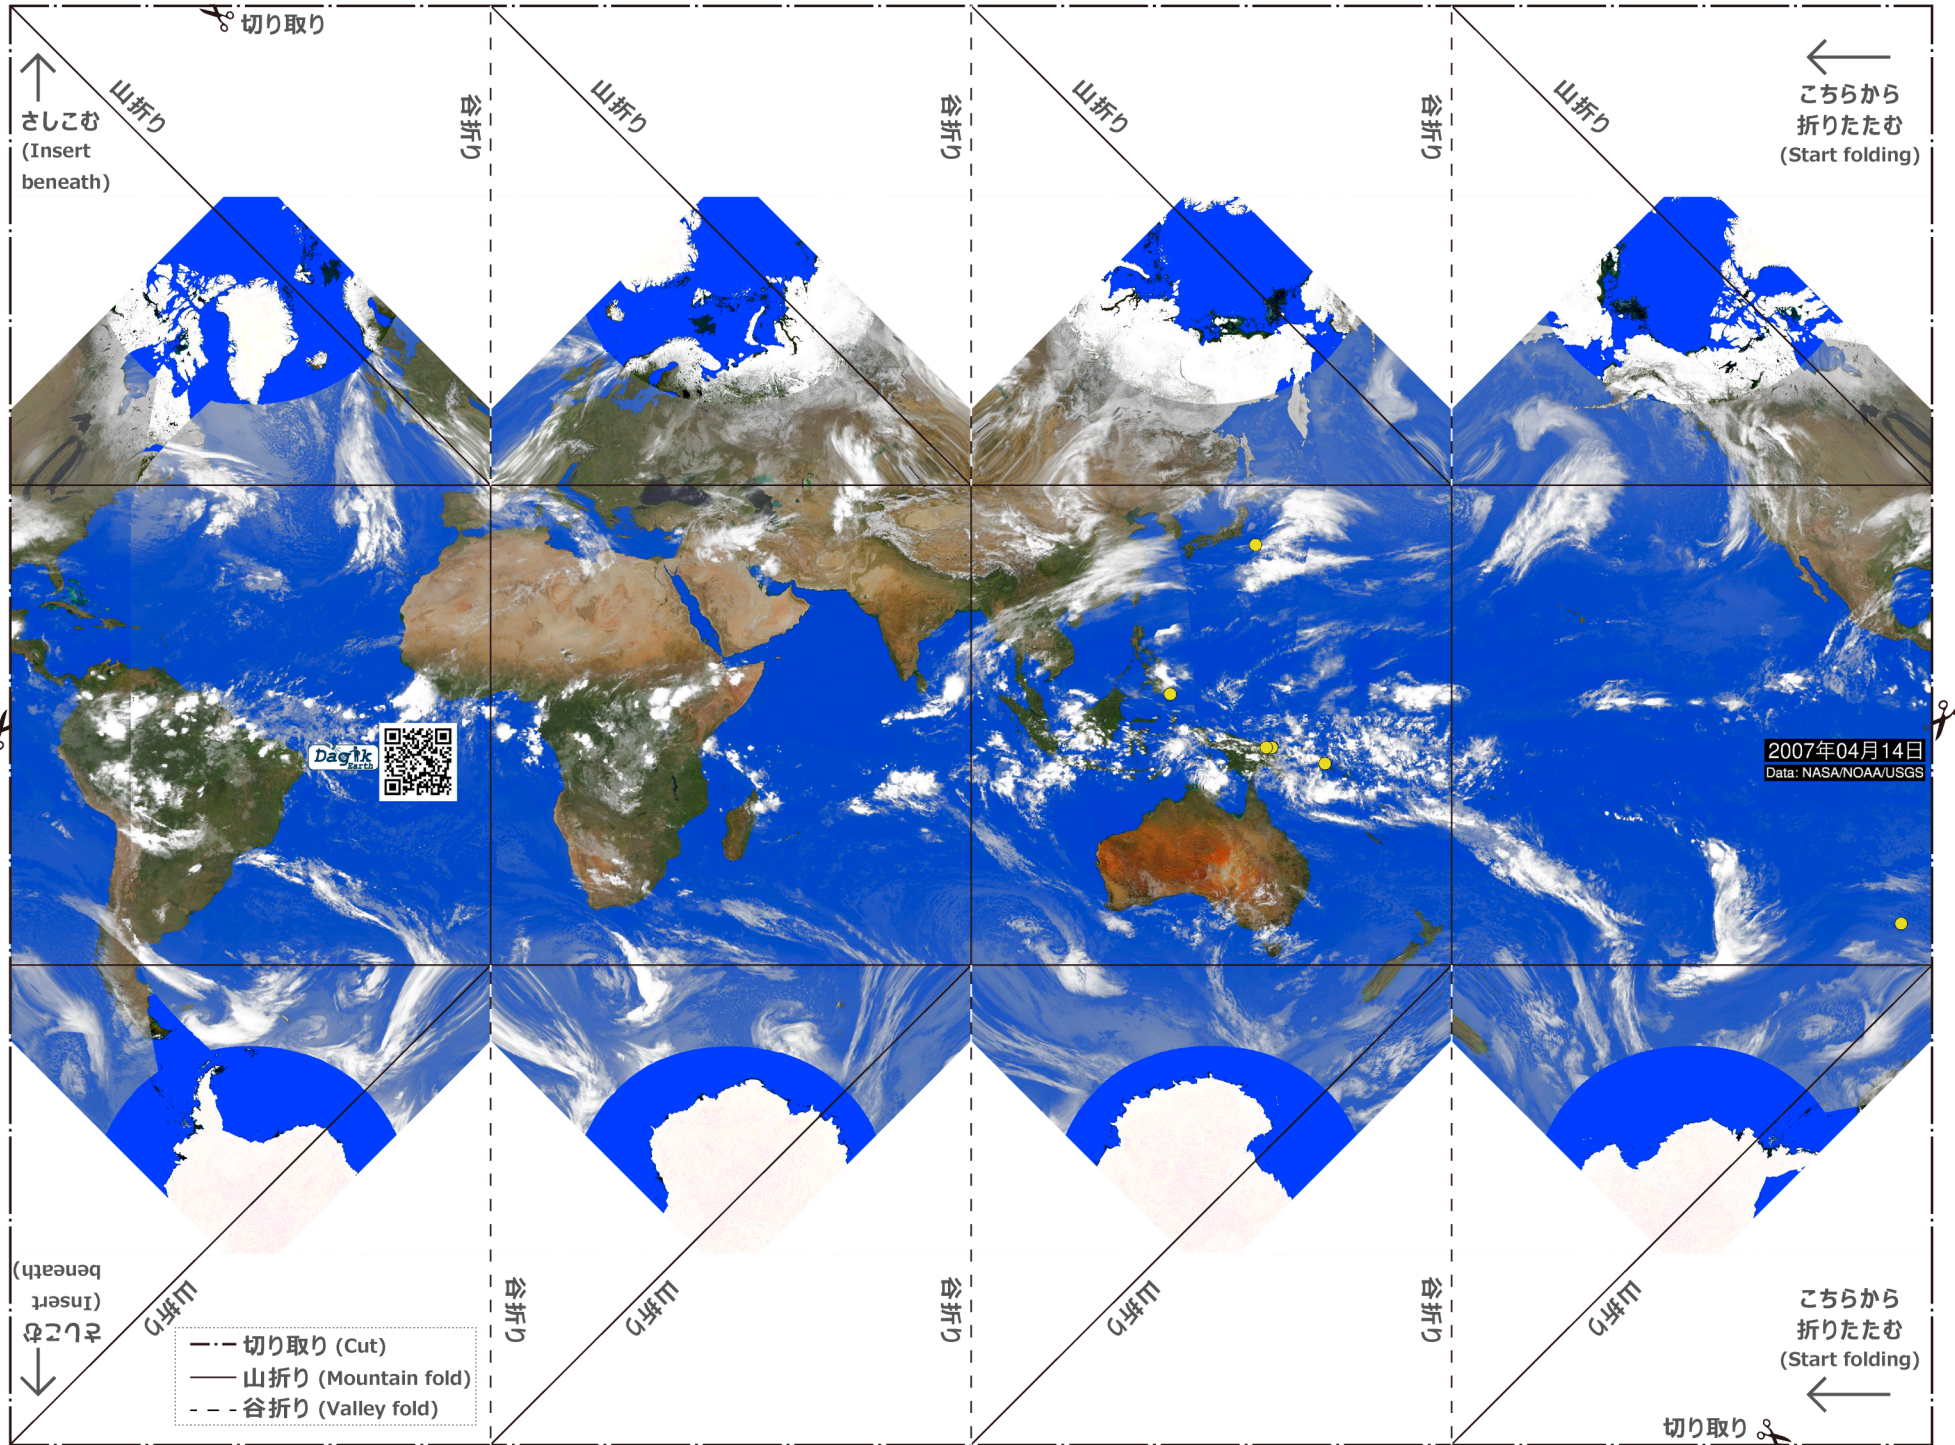 切り取り
さしこむ
(Insert
beneath)
山折り
谷折り
山折り
谷折り
山折り
谷折り
山折り
こちらから
折りたたむ
(Start folding)
Dagik
Earth
2007年04月14日
Data: NASA/NOAA/USGS
さしこむ
(Insert
beneath)
山折り
谷折り
山折り
谷折り
山折り
谷折り
山折り
こちらから
折りたたむ
(Start folding)
切り取り (Cut)
山折り (Mountain fold)
谷折り (Valley fold)
切り取り